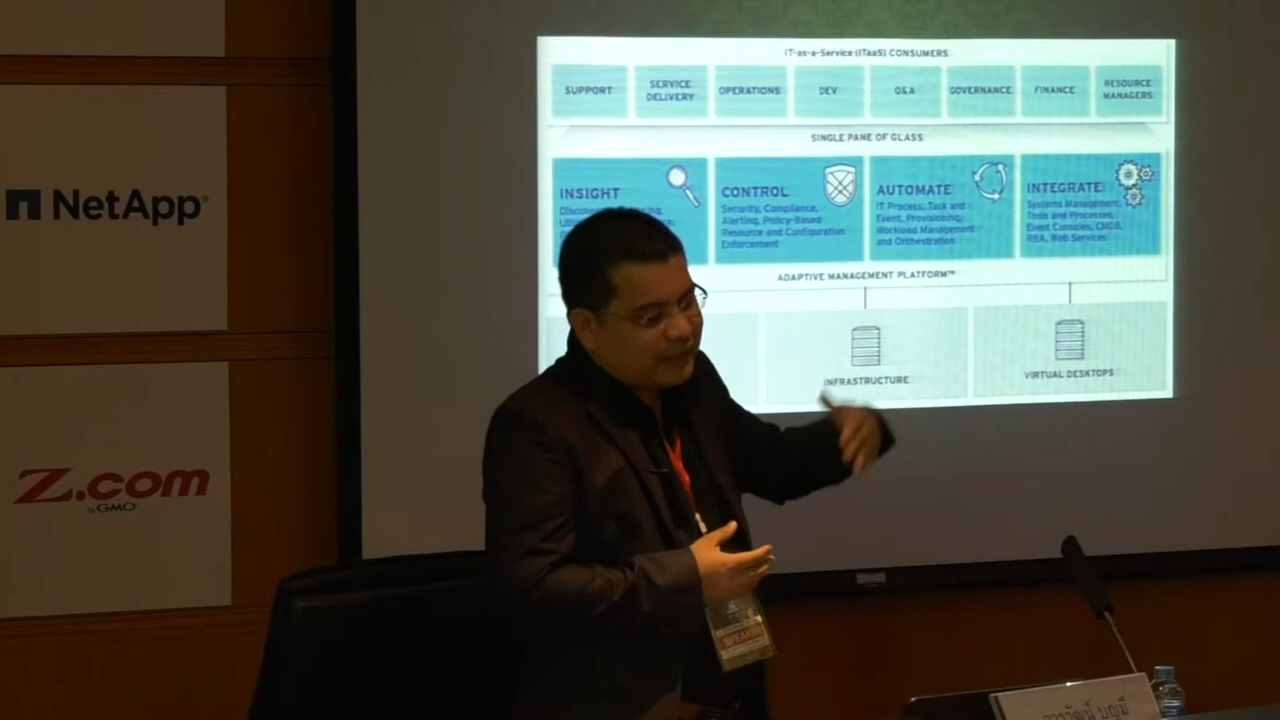 NetApp
Z.com
by GMO
IT-as-a-Service (ITaaS) CONSUMERS
SUPPORT
SERVICE
DELIVERY
OPERATIONS
DEV
Q&A
GOVERNANCE
FINANCE
RESOURCE
MANAGERS
SINGLE PANE OF GLASS
INSIGHT
CONTROL
Security, Compliance,
Alerting, Policy-Based
Resource and Configuration
Enforcement
AUTOMATE
IT Process, Task and
Event, Provisioning,
Workload Management
and Orchestration
INTEGRATE
Systems Management,
Tools and Processes,
Event Consoles, CMDB,
RBA, Web Services
ADAPTIVE MANAGEMENT PLATFORM™
INFRASTRUCTURE
VIRTUAL DESKTOPS
SPEAKER
บุญมี